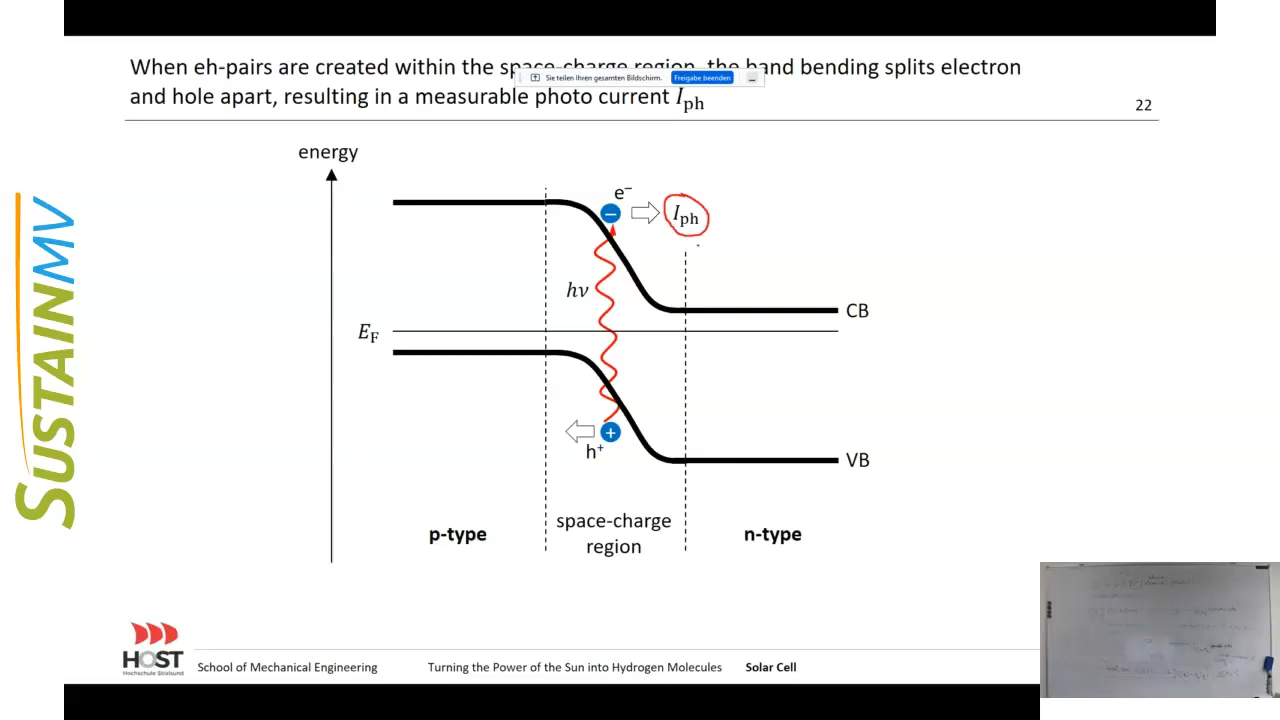 When eh-pairs are created within the space-charge region, the band bending splits electron
and hole apart, resulting in a measurable photo current Iph
Sie teilen Ihren gesamten Bildschirm. Freigabe beenden
22
energy
e−
Iph
hν
CB
EF
h+
VB
p-type
space-charge
region
n-type
SUSTAINMV
HOST
Hochschule Stralsund
School of Mechanical Engineering Turning the Power of the Sun into Hydrogen Molecules Solar Cell